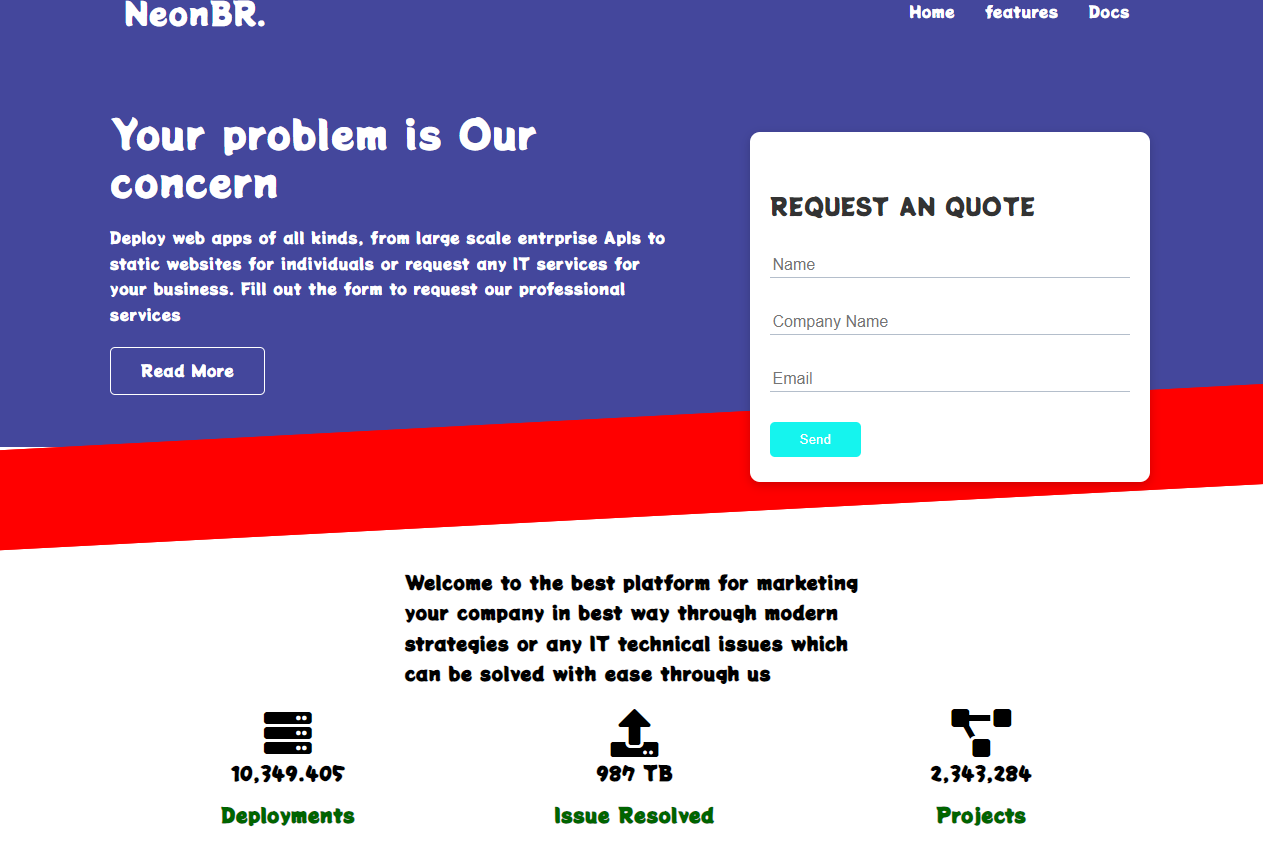 NeonBR.
Home features Docs
Your problem is Our
concern
Deploy web apps of all kinds, from large scale entrprise ApIs to
static websites for individuals or request any IT services for
your business. Fill out the form to request our professional
services
Read More
REQUEST AN QUOTE
Name
Company Name
Email
Send
Welcome to the best platform for marketing
your company in best way through modern
strategies or any IT technical issues which
can be solved with ease through us
10,349.405
987 TB
2,343,284
Deployments
Issue Resolved
Projects